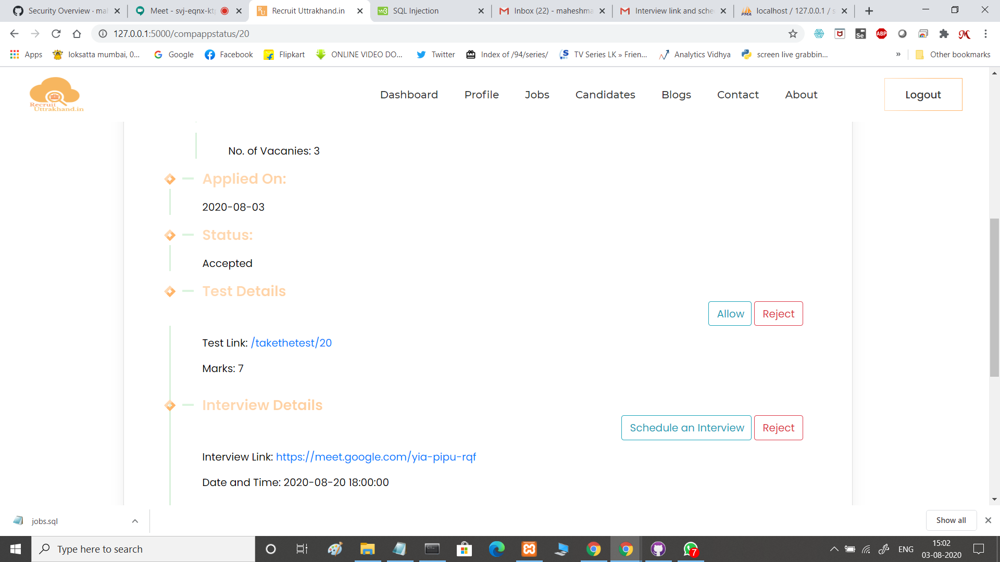 Security Overview · mal
Meet - svj-eqnx-ktp
Recruit Uttrakhand.in
SQL Injection
Inbox (22) - maheshma
Interview link and sche
localhost / 127.0.0.1 / s
127.0.0.1:5000/compappstatus/20
Apps
loksatta mumbai, 0...
Google
Facebook
Flipkart
ONLINE VIDEO DO...
Twitter
Index of /94/series/
TV Series LK » Frien...
Analytics Vidhya
screen live grabbin...
»
Other bookmarks
Recruit
Uttrakhand.in
Dashboard
Profile
Jobs
Candidates
Blogs
Contact
About
Logout
No. of Vacanies: 3
Applied On:
2020-08-03
Status:
Accepted
Test Details
Allow
Reject
Test Link: /takethetest/20
Marks: 7
Interview Details
Schedule an Interview
Reject
Interview Link: https://meet.google.com/yia-pipu-rqf
Date and Time: 2020-08-20 18:00:00
jobs.sql
Show all
Type here to search
7
ENG
15:02
03-08-2020